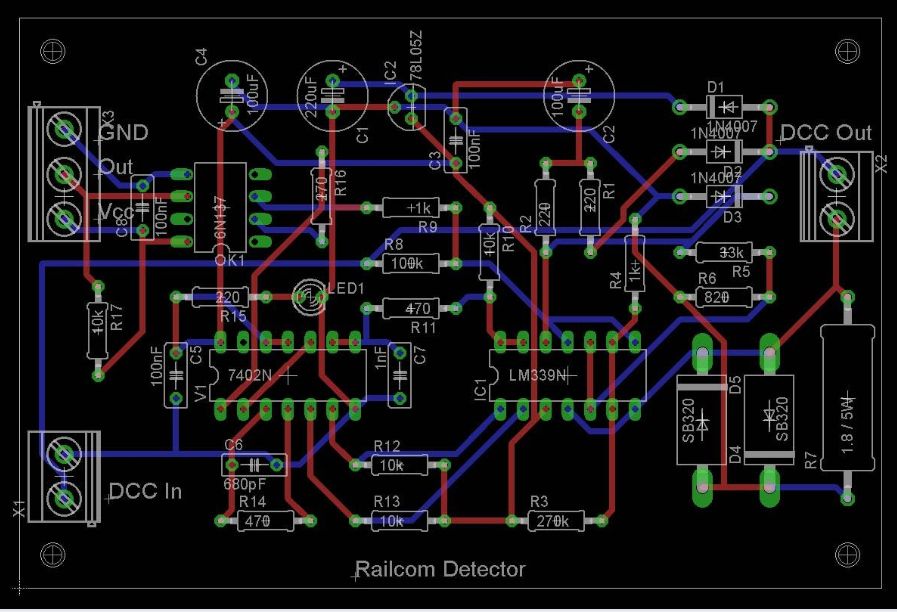 C4
100uF
+
220uF
+
C1
IC2
78L05Z
100uF
+
C2
D1
1N4007
1N4007
D2
1N4007
D3
DCC Out
X2
X3
GND
Out
Vcc
C8
100nF
6N137
OK1
270
R16
C3
100nF
1k
R9
R8
100k
10k
R10
R2
220
220
R1
R4
1k
33k
R5
R6
820
10k
R17
220
R15
LED1
470
R11
100nF
C5
V1
7402N
1nF
C7
IC1
LM339N
SB320
D5
D4
SB320
R7
1.8 / 5W
X1
DCC In
C6
680pF
R14
470
R12
10k
R13
10k
R3
270k
Railcom Detector